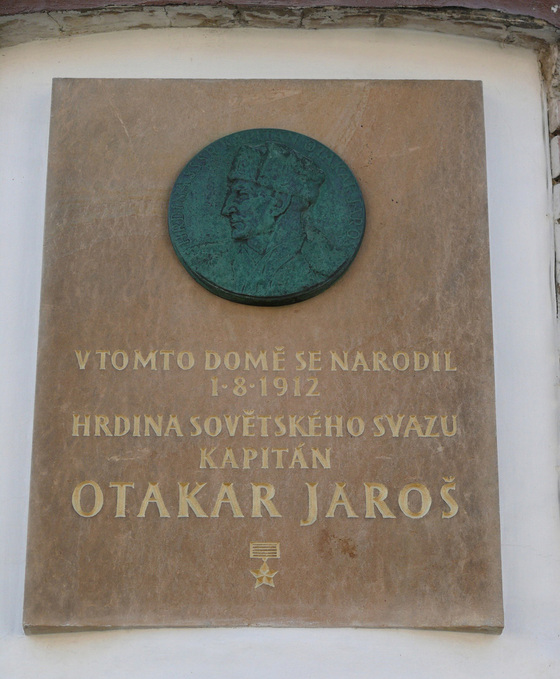 V TOMTO DOMĚ SE NARODIL
1·8·1912
HRDINA SOVĚTSKÉHO SVAZU
KAPITÁN
OTAKAR JAROŠ